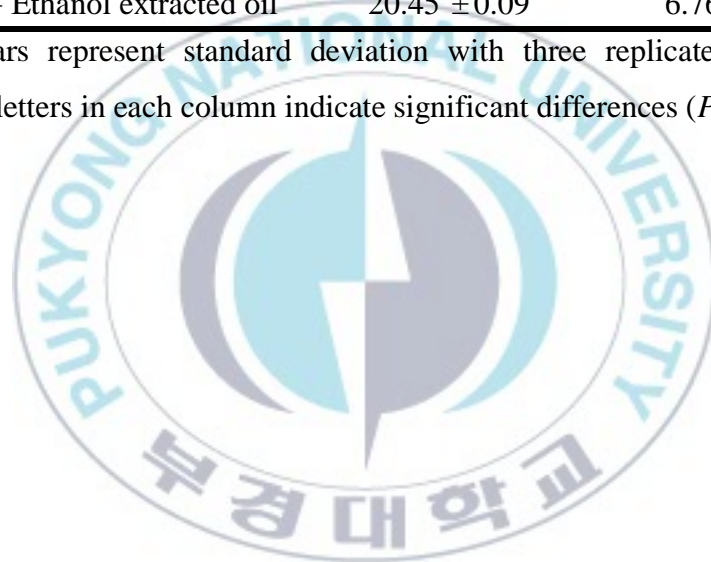 Ethanol extracted oil 20.45 ±0.09 6.76
ars represent standard deviation with three replicate
letters in each column indicate significant differences (P
PUKYONG NATIONAL UNIVERSITY
부경대학교